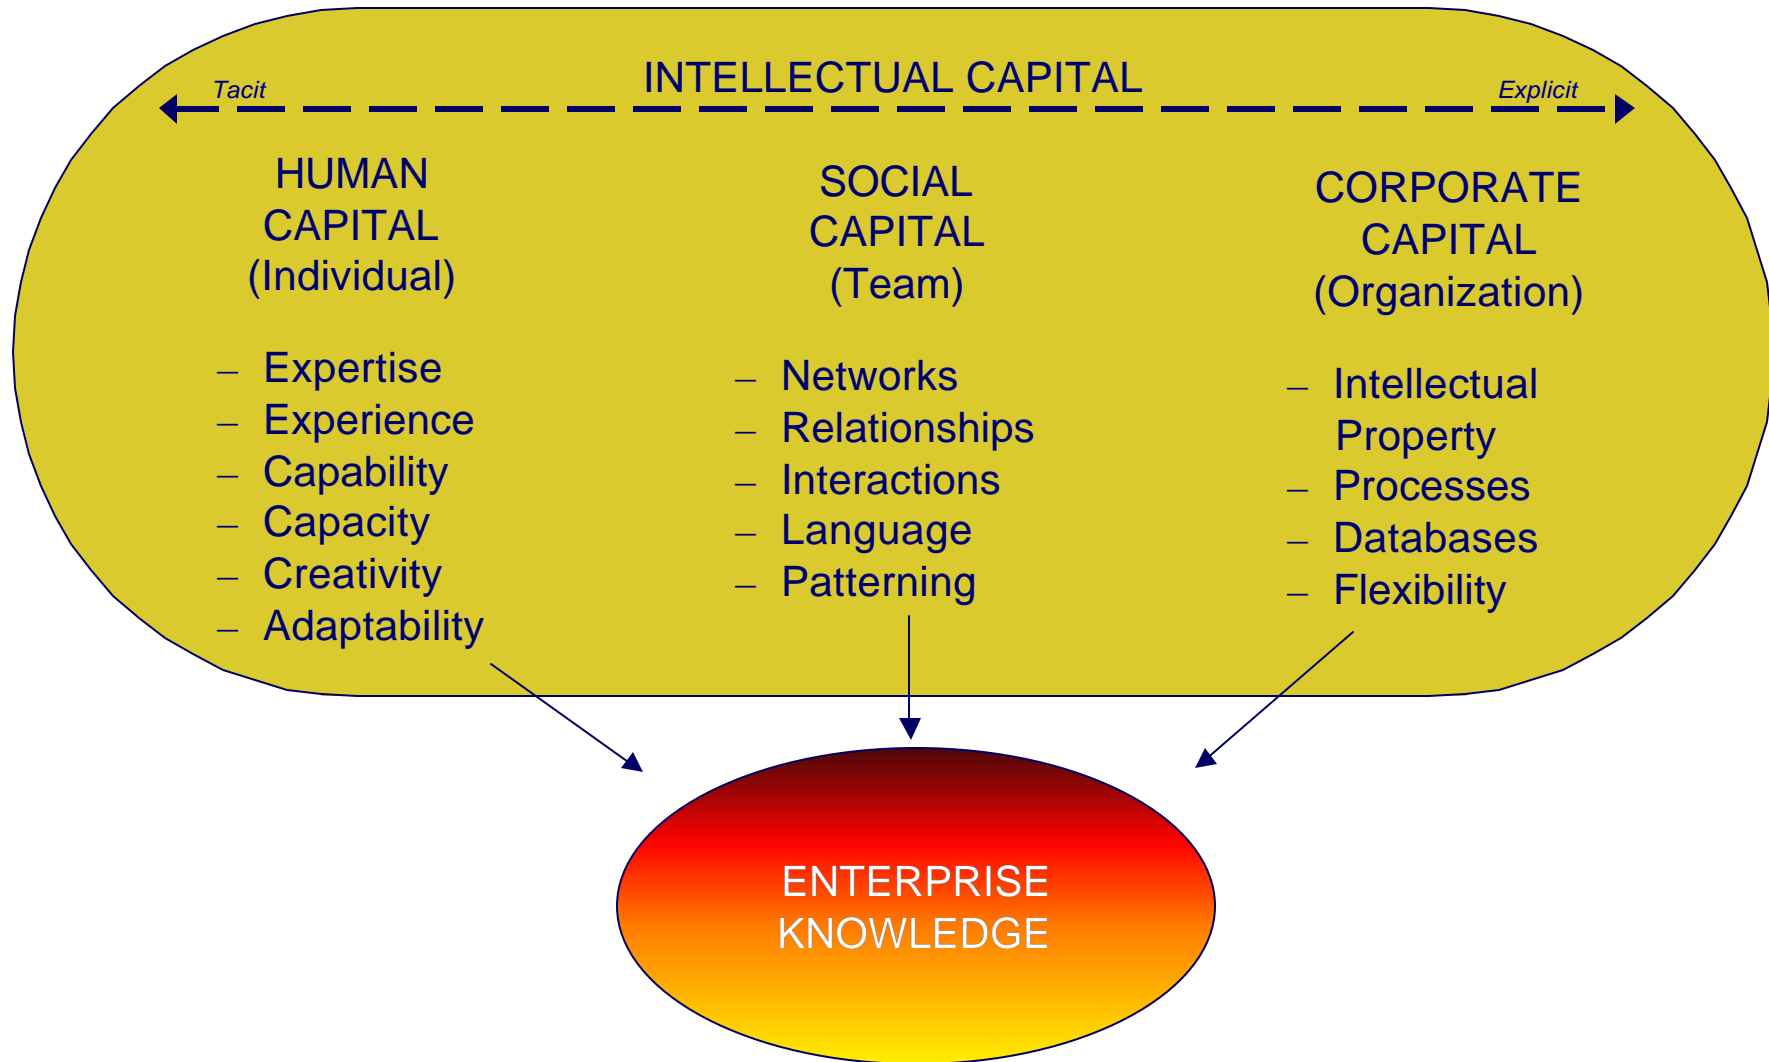 INTELLECTUAL CAPITAL
Tacit
Explicit
HUMAN
CAPITAL
(Individual)
– Expertise
– Experience
– Capability
– Capacity
– Creativity
– Adaptability
SOCIAL
CAPITAL
(Team)
– Networks
– Relationships
– Interactions
– Language
– Patterning
CORPORATE
CAPITAL
(Organization)
– Intellectual
Property
– Processes
– Databases
– Flexibility
ENTERPRISE
KNOWLEDGE